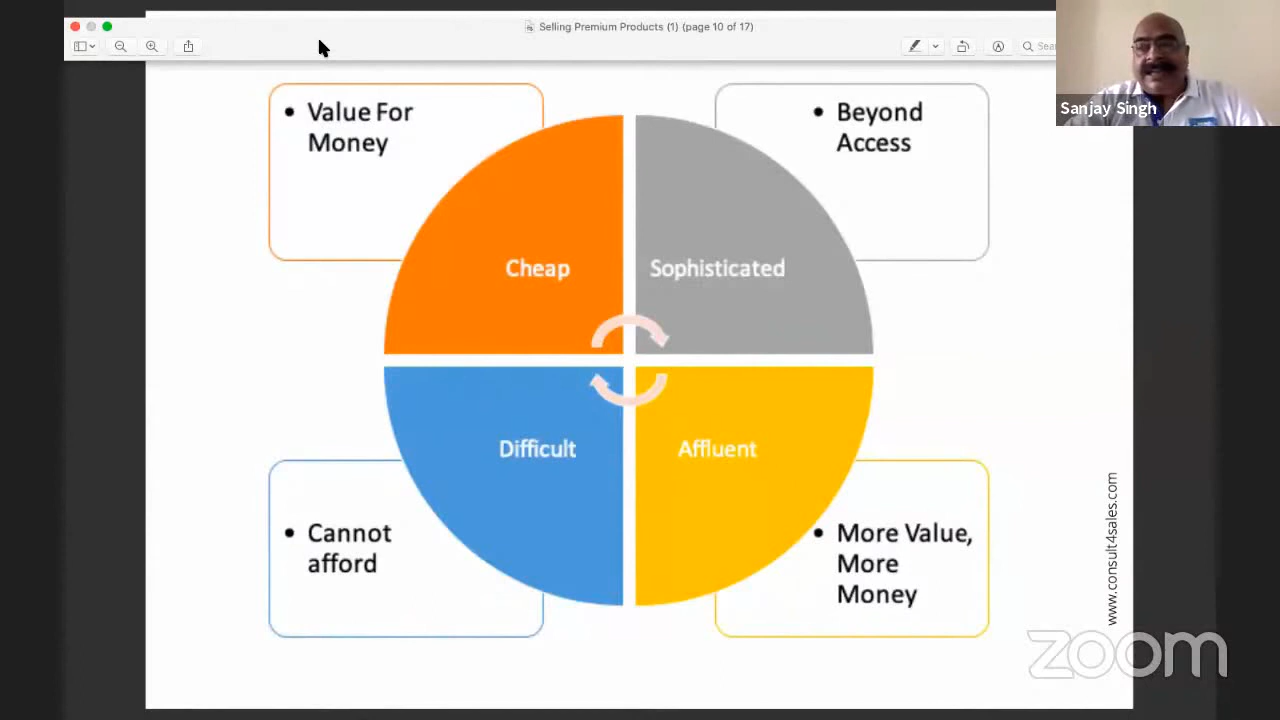 Selling Premium Products (1) (page 10 of 17)
Sea
Sanjay Singh
• Value For
Money
• Beyond
Access
Cheap
Sophisticated
Difficult
Affluent
• Cannot
afford
• More Value,
More
Money
www.consult4sales.com
zoom